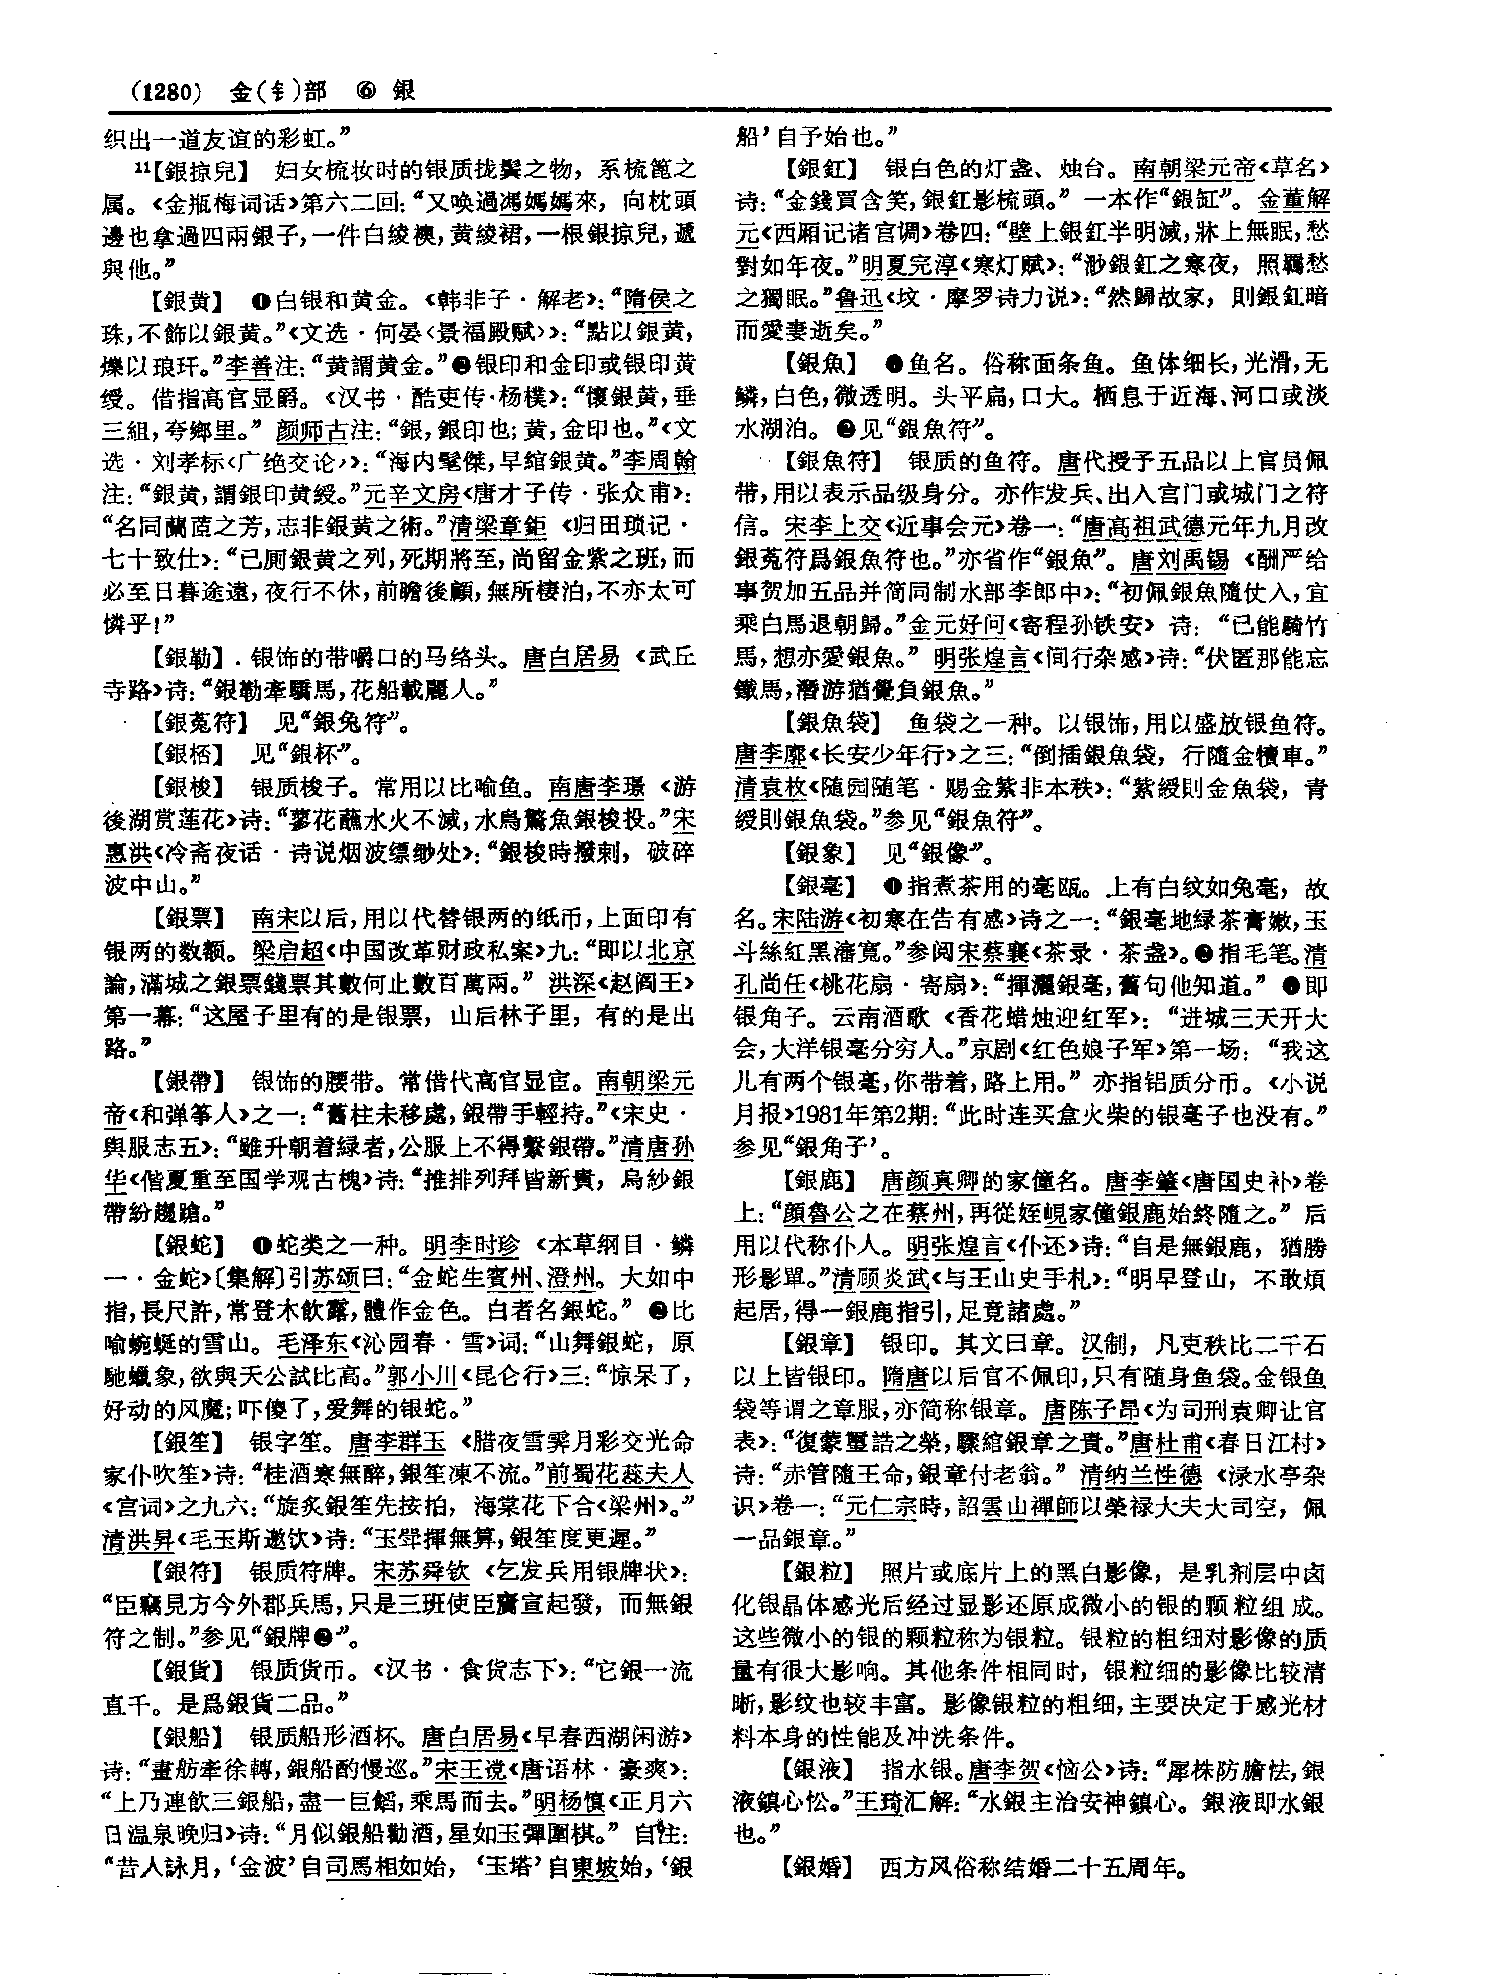 (1280) 金(钅)部 ⑥ 銀
织出一道友谊的彩虹。”
11【銀掠兒】 妇女梳妆时的银质拢鬓之物，系梳篦之
属。《金瓶梅词话》第六二回：“又唤過馮媽媽來，向枕頭
邊也拿過四兩銀子，一件白綾襖，黄綾裙，一根銀掠兒，遞
與他。”
【銀黄】 ❶白银和黄金。《韩非子·解老》：“隋侯之
珠，不飾以銀黄。”《文选·何晏〈景福殿赋〉》：“點以銀黄，
爍以琅玕。”李善注：“黄謂黄金。”❷银印和金印或银印黄
绶。借指高官显爵。《汉书·酷吏传·杨樸》：“懷銀黄，垂
三組，夸鄉里。” 颜师古注：“銀，銀印也；黄，金印也。”《文
选·刘孝标〈广绝交论〉》：“海内髦傑，早綰銀黄。”李周翰
注：“銀黄，謂銀印黄綬。”元辛文房《唐才子传·张众甫》：
“名同蘭茝之芳，志非銀黄之術。”清梁章鉅《归田琐记·
七十致仕》：“已厠銀黄之列，死期將至，尚留金紫之班，而
必至日暮途遠，夜行不休，前瞻後顧，無所棲泊，不亦太可
憐乎！”
【銀勒】 银饰的带嚼口的马络头。唐白居易《武丘
寺路》诗：“銀勒牽驕馬，花船載麗人。”
【銀菟符】 见“銀兔符”。
【銀桮】 见“銀杯”。
【銀梭】 银质梭子。常用以比喻鱼。南唐李璟《游
後湖赏莲花》诗：“蓼花蘸水火不滅，水鳥驚魚銀梭投。”宋
惠洪《冷斋夜话·诗说烟波缥缈处》：“銀梭時撥剌，破碎
波中山。”
【銀票】 南宋以后，用以代替银两的纸币，上面印有
银两的数额。梁启超《中国改革财政私案》九：“即以北京
論，滿城之銀票錢票其數何止數百萬兩。” 洪深《赵阎王》
第一幕：“这屋子里有的是银票，山后林子里，有的是出
路。”
【銀帶】 银饰的腰带。常借代高官显宦。南朝梁元
帝《和弹筝人》之一：“舊柱未移處，銀帶手輕持。”《宋史·
舆服志五》：“雖升朝着緑者，公服上不得繫銀帶。”清唐孙
华《偕夏重至国学观古槐》诗：“推排列拜皆新貴，烏紗銀
帶紛趨蹌。”
【銀蛇】 ❶蛇类之一种。明李时珍《本草纲目·鳞
一·金蛇》〔集解〕引苏颂曰：“金蛇生賓州、澄州。大如中
指，長尺許，常登木飲露，體作金色。白者名銀蛇。” ❷比
喻蜿蜒的雪山。毛泽东《沁园春·雪》词：“山舞銀蛇，原
馳蠟象，欲與天公試比高。”郭小川《昆仑行》三：“惊呆了，
好动的风魔；吓傻了，爱舞的银蛇。”
【銀笙】 银字笙。唐李群玉《腊夜雪霁月彩交光命
家仆吹笙》诗：“桂酒寒無醉，銀笙凍不流。”前蜀花蕊夫人
《宫词》之九六：“旋炙銀笙先按拍，海棠花下合《梁州》。”
清洪昇《毛玉斯邀饮》诗：“玉斝揮無算，銀笙度更遲。”
【銀符】 银质符牌。宋苏舜钦《乞发兵用银牌状》：
“臣竊見方今外郡兵馬，只是三班使臣齎宣起發，而無銀
符之制。”参见“銀牌❷”。
【銀貨】 银质货币。《汉书·食货志下》：“它銀一流
直千。是爲銀貨二品。”
【銀船】 银质船形酒杯。唐白居易《早春西湖闲游》
诗：“畫舫牽徐轉，銀船酌慢巡。”宋王谠《唐语林·豪爽》：
“上乃連飲三銀船，盡一巨餡，乘馬而去。”明杨慎《正月六
日温泉晚归》诗：“月似銀船勸酒，星如玉彈圍棋。” 自注：
“昔人詠月，‘金波’自司馬相如始，‘玉塔’自東坡始，‘銀
船’自予始也。”
【銀釭】 银白色的灯盏、烛台。南朝梁元帝《草名》
诗：“金錢買含笑，銀釭影梳頭。” 一本作“銀缸”。金董解
元《西厢记诸宫调》卷四：“壁上銀釭半明滅，牀上無眠，愁
對如年夜。”明夏完淳《寒灯赋》：“渺銀釭之寒夜，照羈愁
之獨眠。”鲁迅《坟·摩罗诗力说》：“然歸故家，則銀釭暗
而愛妻逝矣。”
【銀魚】 ❶鱼名。俗称面条鱼。鱼体细长，光滑，无
鳞，白色，微透明。头平扁，口大。栖息于近海、河口或淡
水湖泊。❷见“銀魚符”。
【銀魚符】 银质的鱼符。唐代授予五品以上官员佩
带，用以表示品级身分。亦作发兵、出入宫门或城门之符
信。宋李上交《近事会元》卷一：“唐高祖武德元年九月改
銀菟符爲銀魚符也。”亦省作“銀魚”。唐刘禹锡《酬严给
事贺加五品并简同制水部李郎中》：“初佩銀魚隨仗入，宜
乘白馬退朝歸。”金元好问《寄程孙铁安》诗：“已能騎竹
馬，想亦愛銀魚。” 明张煌言《间行杂感》诗：“伏匿那能忘
鐵馬，潛游猶覺負銀魚。”
【銀魚袋】 鱼袋之一种。以银饰，用以盛放银鱼符。
唐李廓《长安少年行》之三：“倒插銀魚袋，行隨金犢車。”
清袁枚《随园随笔·赐金紫非本秩》：“紫綬則金魚袋，青
綬則銀魚袋。”参见“銀魚符”。
【銀象】 见“銀像”。
【銀毫】 ❶指煮茶用的毫瓯。上有白纹如兔毫，故
名。宋陆游《初寒在告有感》诗之一：“銀毫地緑茶膏嫩，玉
斗絲紅黑瀋寬。”参阅宋蔡襄《茶录·茶盏》。❷指毛笔。清
孔尚任《桃花扇·寄扇》：“揮灑銀毫，舊句他知道。” ❸即
银角子。云南酒歌《香花蜡烛迎红军》：“进城三天开大
会，大洋银毫分穷人。”京剧《红色娘子军》第一场：“我这
儿有两个银毫，你带着，路上用。” 亦指铝质分币。《小说
月报》1981年第2期：“此时连买盒火柴的银毫子也没有。”
参见“銀角子’。
【銀鹿】 唐颜真卿的家僮名。唐李肇《唐国史补》卷
上：“顔魯公之在蔡州，再從姪峴家僮銀鹿始終隨之。” 后
用以代称仆人。明张煌言《仆还》诗：“自是無銀鹿，猶勝
形影單。”清顾炎武《与王山史手札》：“明早登山，不敢煩
起居，得一銀鹿指引，足竟諸處。”
【銀章】 银印。其文曰章。汉制，凡吏秩比二千石
以上皆银印。隋唐以后官不佩印，只有随身鱼袋。金银鱼
袋等谓之章服，亦简称银章。唐陈子昂《为司刑袁卿让官
表》：“復蒙璽誥之榮，驟綰銀章之貴。”唐杜甫《春日江村》
诗：“赤管隨王命，銀章付老翁。” 清纳兰性德《渌水亭杂
识》卷一：“元仁宗時，詔雲山禪師以榮禄大夫大司空，佩
一品銀章。”
【銀粒】 照片或底片上的黑白影像，是乳剂层中卤
化银晶体感光后经过显影还原成微小的银的颗粒组成。
这些微小的银的颗粒称为银粒。银粒的粗细对影像的质
量有很大影响。其他条件相同时，银粒细的影像比较清
晰，影纹也较丰富。影像银粒的粗细，主要决定于感光材
料本身的性能及冲洗条件。
【銀液】 指水银。唐李贺《恼公》诗：“犀株防膽怯，銀
液鎮心忪。”王琦汇解：“水銀主治安神鎮心。銀液即水銀
也。”
【銀婚】 西方风俗称结婚二十五周年。